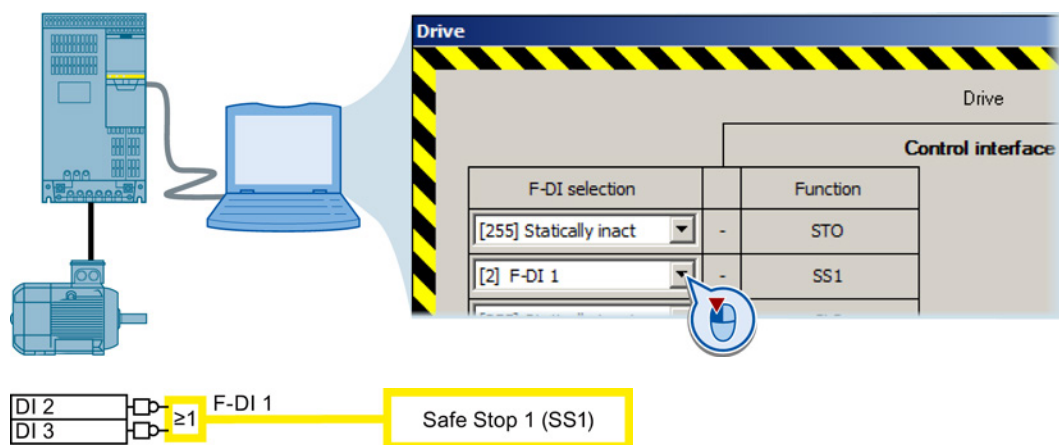 Drive
Drive
Control interface
F-DI selection
Function
[255] Statically inact
-
STO
[2] F-DI 1
-
SS1
DI 2
DI 3
≥1
F-DI 1
Safe Stop 1 (SS1)